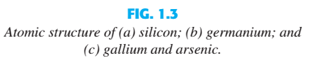 FIG. 1.3
Atomic structure of (a) silicon; (b) germanium; and
(c) gallium and arsenic.